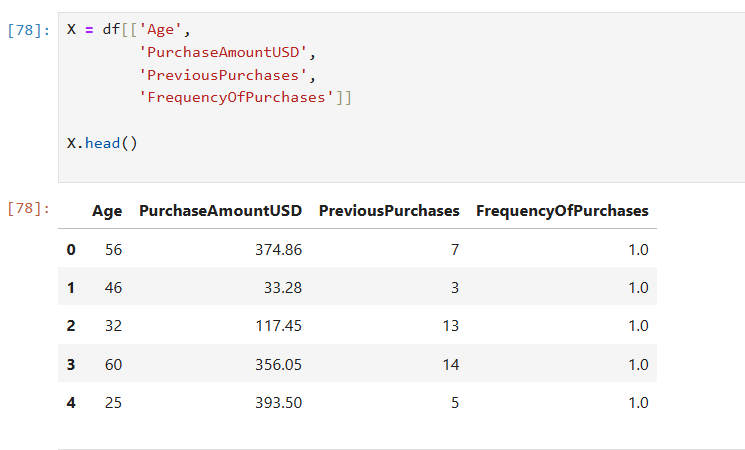 [78]: X = df[['Age',
'PurchaseAmountUSD',
'PreviousPurchases',
'FrequencyOfPurchases']]
X.head()
[78]:
Age PurchaseAmountUSD PreviousPurchases FrequencyOfPurchases
0 56 374.86 7 1.0
1 46 33.28 3 1.0
2 32 117.45 13 1.0
3 60 356.05 14 1.0
4 25 393.50 5 1.0